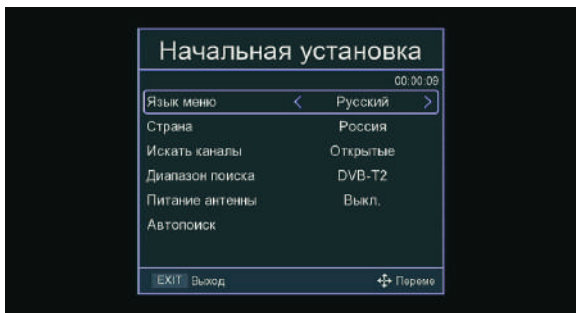 Начальная установка
00:00:09
Язык меню < Русский >
Страна Россия
Искать каналы Открытые
Диапазон поиска DVB-T2
Питание антенны Выкл.
Автопоиск
EXIT Выход Переме